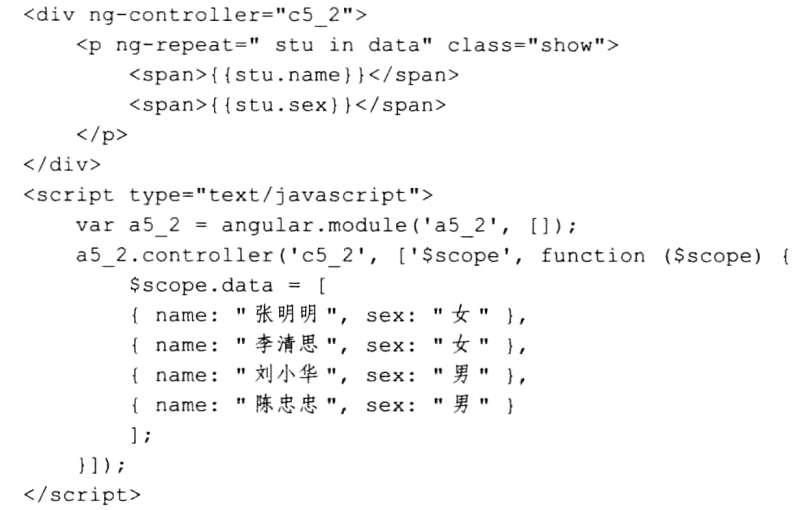 <div ng-controller="c5_2">
<p ng-repeat=" stu in data" class="show">
<span>{{stu.name}}</span>
<span>{{stu.sex}}</span>
</p>
</div>
<script type="text/javascript">
var a5_2 = angular.module('a5_2', []);
a5_2.controller('c5_2', ['$scope', function ($scope) {
$scope.data = [
{ name: "张明明", sex: "女" },
{ name: "李清思", sex: "女" },
{ name: "刘小华", sex: "男" },
{ name: "陈忠忠", sex: "男" }
];
}]);
</script>